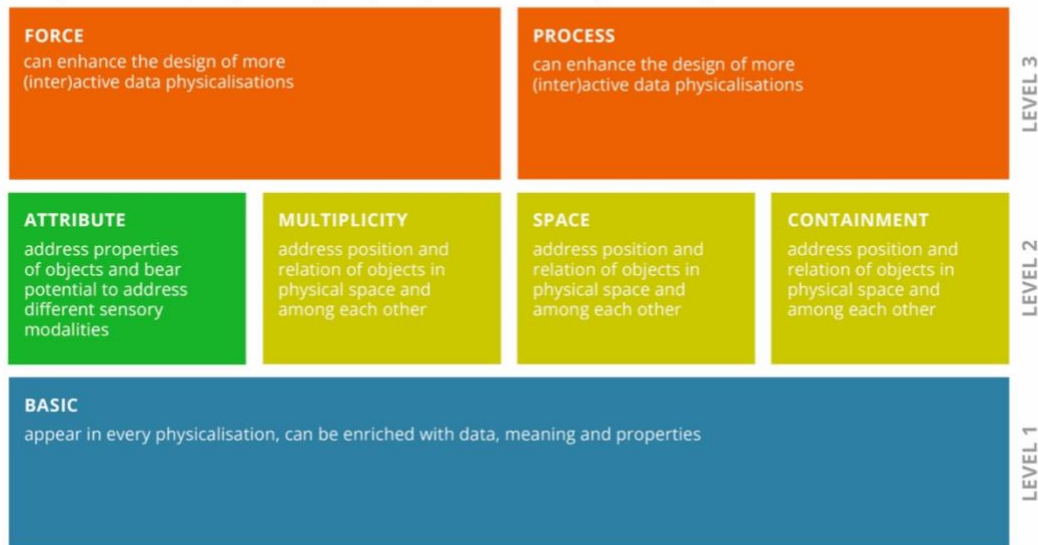 FORCE
can enhance the design of more
(inter)active data physicalisations
PROCESS
can enhance the design of more
(inter)active data physicalisations
LEVEL 3
ATTRIBUTE
address properties
of objects and bear
potential to address
different sensory
modalities
MULTIPLICITY
address position and
relation of objects in
physical space and
among each other
SPACE
address position and
relation of objects in
physical space and
among each other
CONTAINMENT
address position and
relation of objects in
physical space and
among each other
LEVEL 2
BASIC
appear in every physicalisation, can be enriched with data, meaning and properties
LEVEL 1